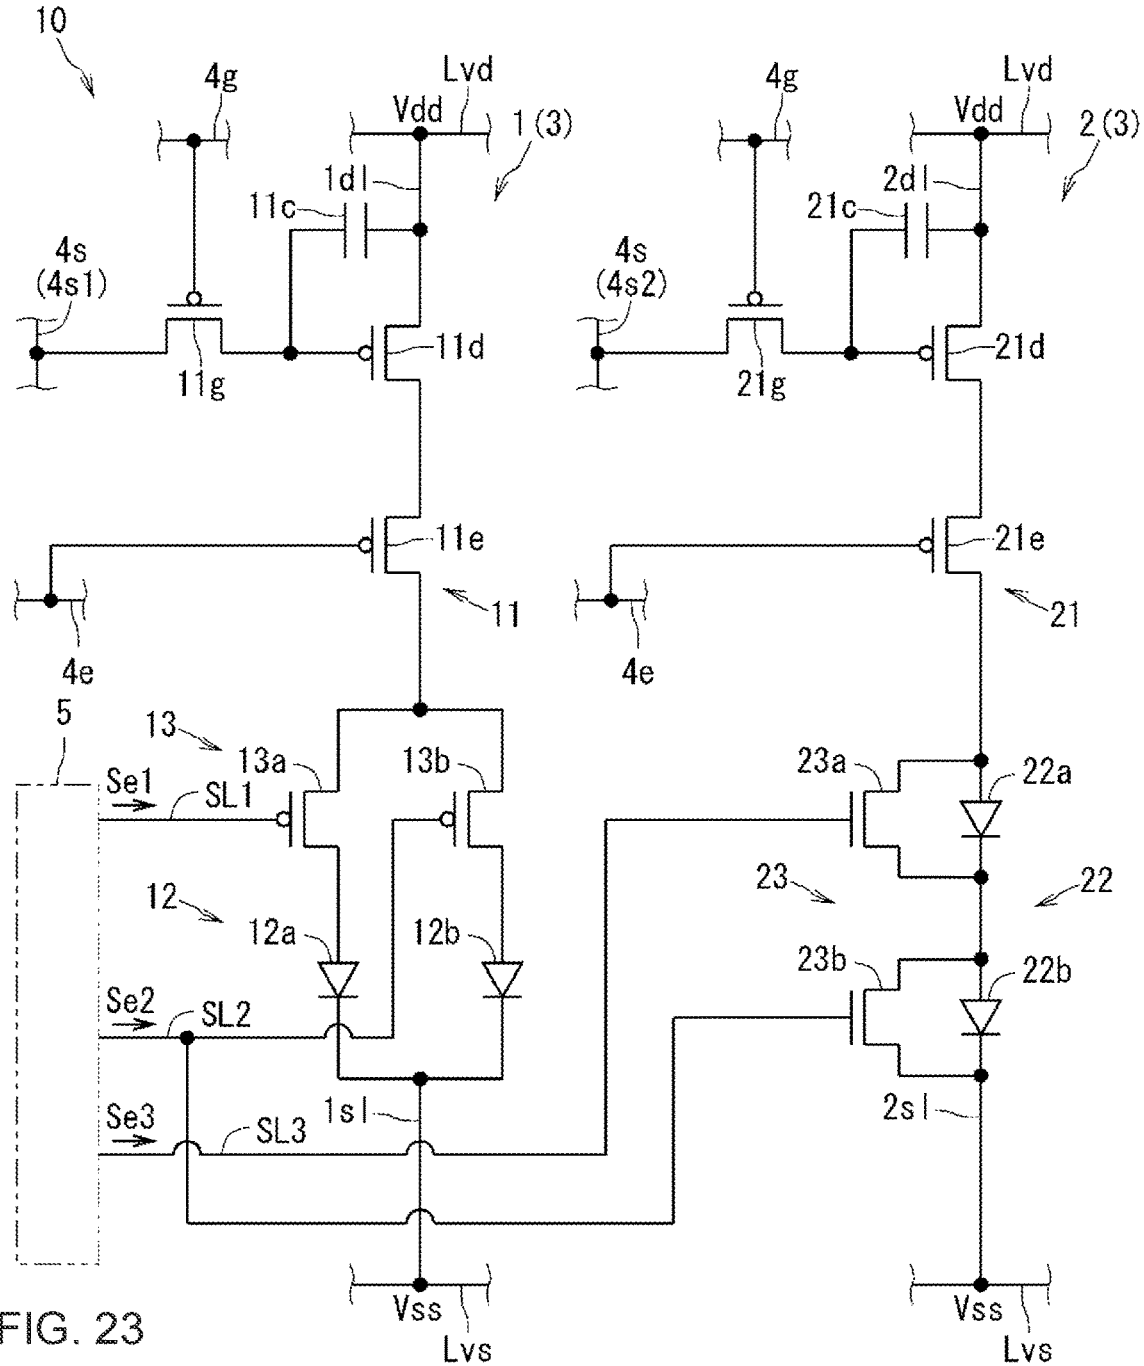 10
4g
Lvd
4g
Lvd
Vdd
1(3)
Vdd
2(3)
1dl
2dl
11c
21c
4s
(4s1)
4s
(4s2)
11d
21d
11g
21g
11e
21e
11
21
4e
4e
5
13
13a
13b
23a
22a
Se1
SL1
12
12a
12b
23
22
23b
22b
Se2
SL2
1sl
2sl
Se3
SL3
Vss
Vss
Lvs
Lvs
FIG. 23